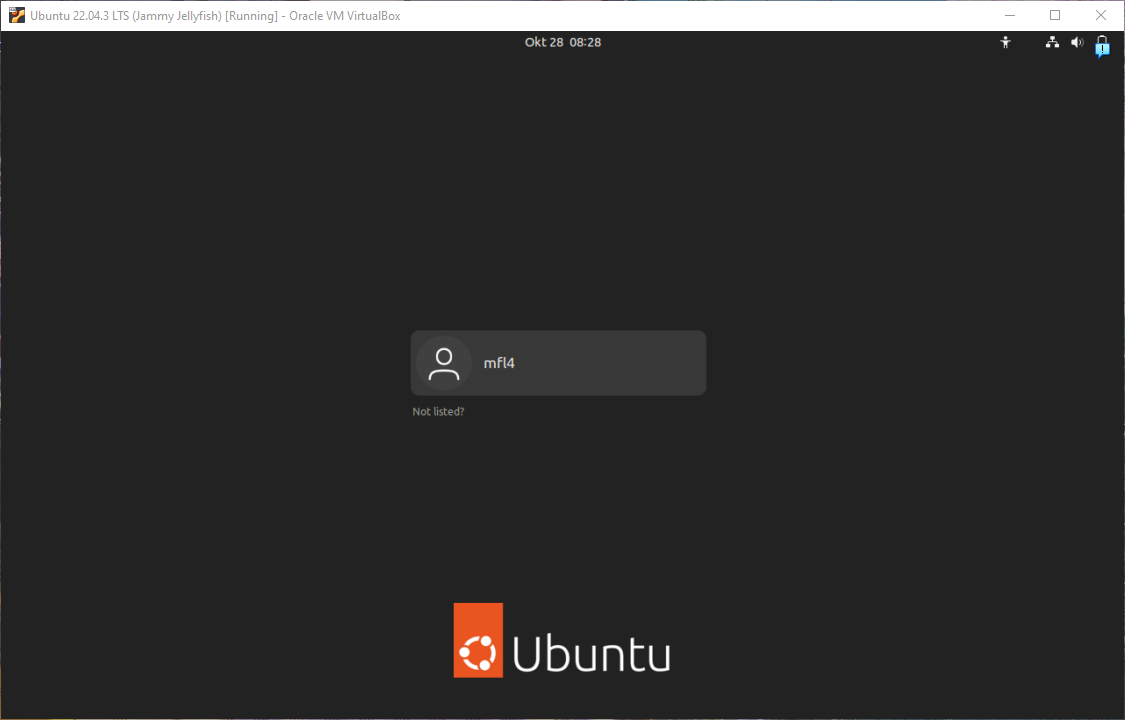 Ubuntu 22.04.3 LTS (Jammy Jellyfish) [Running] - Oracle VM VirtualBox
Okt 28 08:28
mfl4
Not listed?
Ubuntu